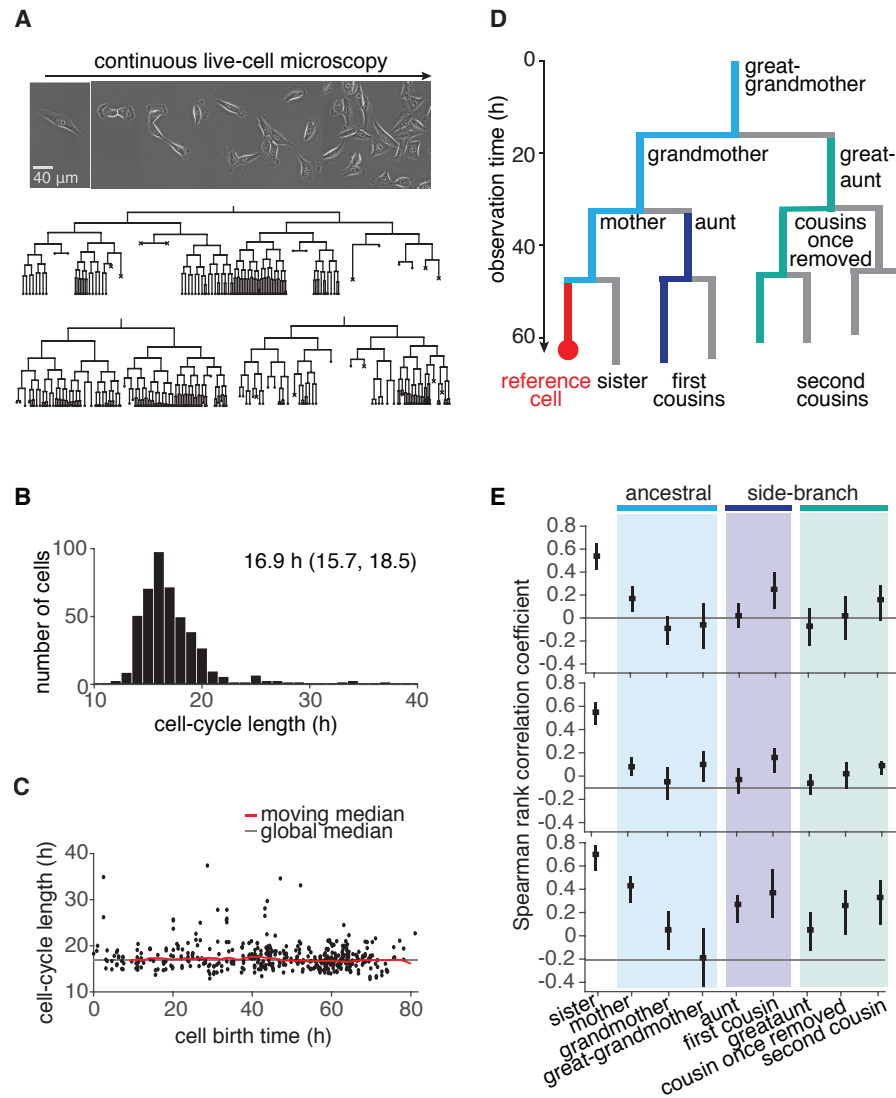 A
continuous live-cell microscopy
40 µm
B
100
50
0
number of cells
16.9 h (15.7, 18.5)
10 20 30 40
cell-cycle length (h)
C
moving median
global median
40
30
20
10
cell-cycle length (h)
0 20 40 60 80
cell birth time (h)
D
0
20
40
60
observation time (h)
great-
grandmother
grandmother
great-
aunt
mother
aunt
cousins
once
removed
reference
cell
sister
first
cousins
second
cousins
E
ancestral
side-branch
Spearman rank correlation coefficient
0.8
0.6
0.4
0.2
0
-0.2
-0.4
0.8
0.6
0.4
0.2
0
-0.2
-0.4
0.8
0.6
0.4
0.2
0
-0.2
-0.4
sister
mother
grandmother
great-grandmother
aunt
first cousin
greataunt
cousin once removed
second cousin